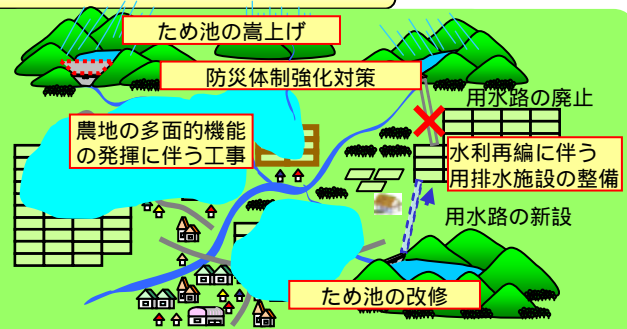 ため池の嵩上げ
防災体制強化対策
用水路の廃止
農地の多面的機能
の発揮に伴う工事
水利再編に伴う
用排水施設の整備
用水路の新設
ため池の改修